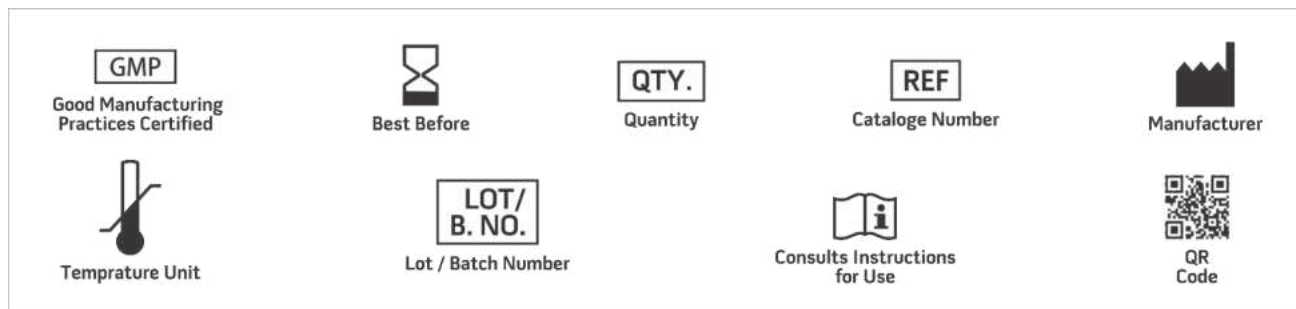 GMP
Good Manufacturing
Practices Certified
Best Before
QTY.
Quantity
REF
Cataloge Number
Manufacturer
Temprature Unit
LOT/
B. NO.
Lot / Batch Number
i
Consults Instructions
for Use
QR
Code